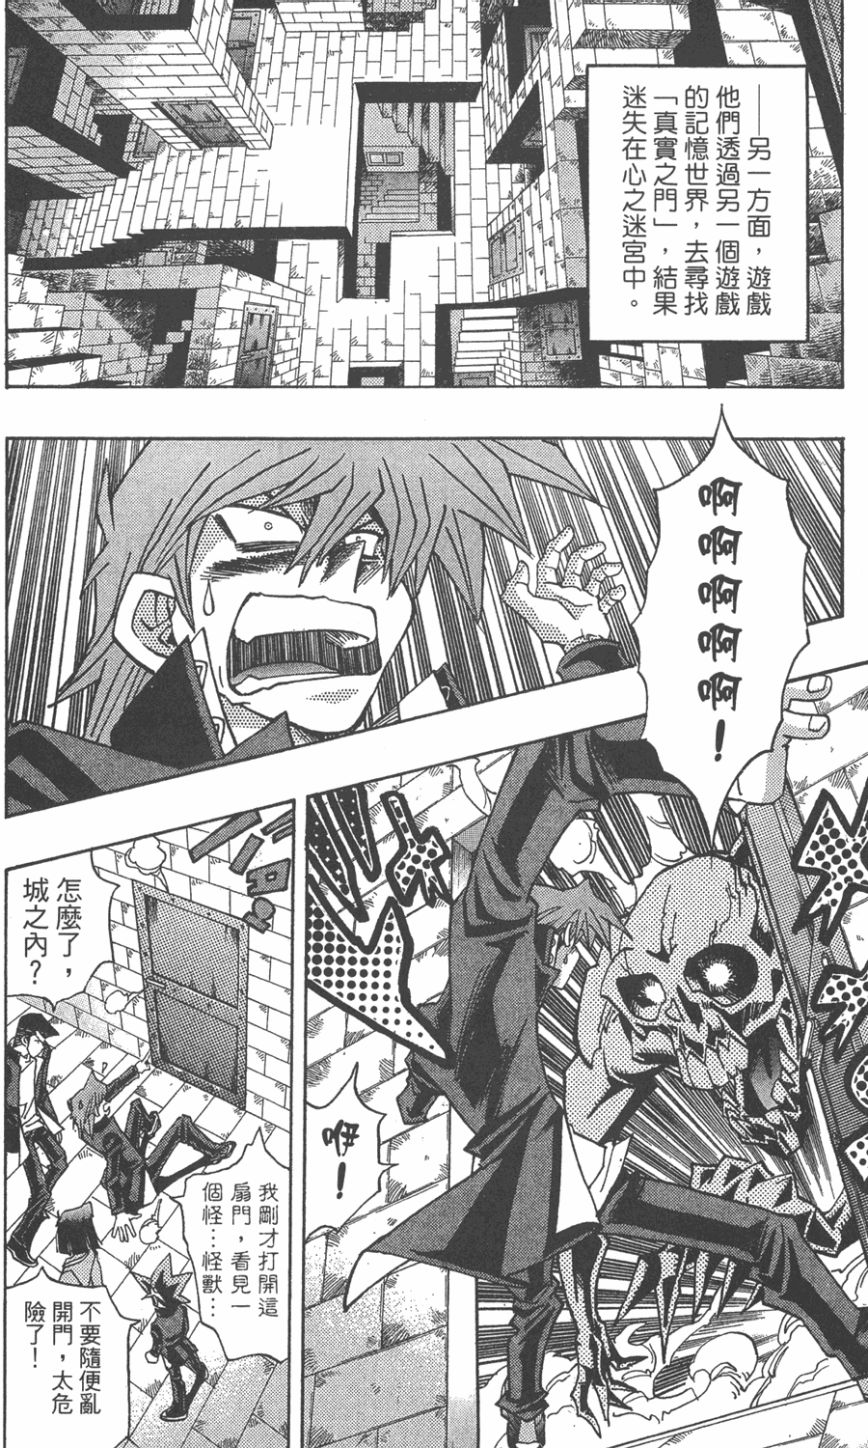 ——另一方面，遊戲
他們透過另一個遊戲
的記憶世界，去尋找
「真實之門」，結果
迷失在心之迷宮中。
啊啊啊啊啊！
咿！
怎麼了，
城之內？
我剛才打開這
扇門，看見一
個怪…怪獸…
不要隨便亂
開門，太危
險了！